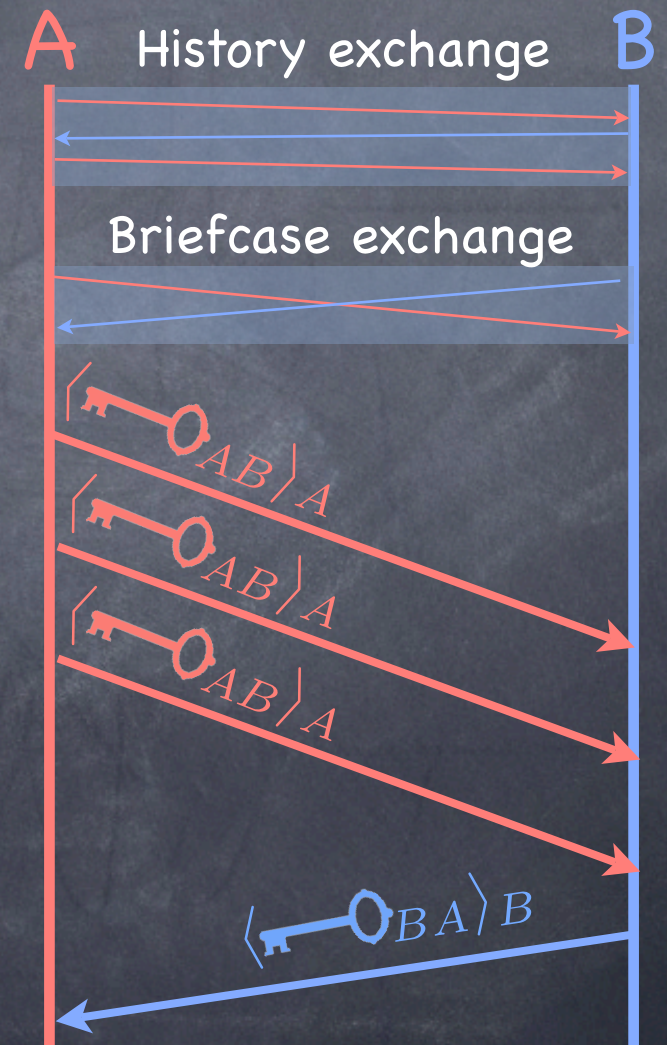 A History exchange B
Briefcase exchange
⟨ AB⟩A
⟨ AB⟩A
⟨ AB⟩A
⟨ BA⟩B